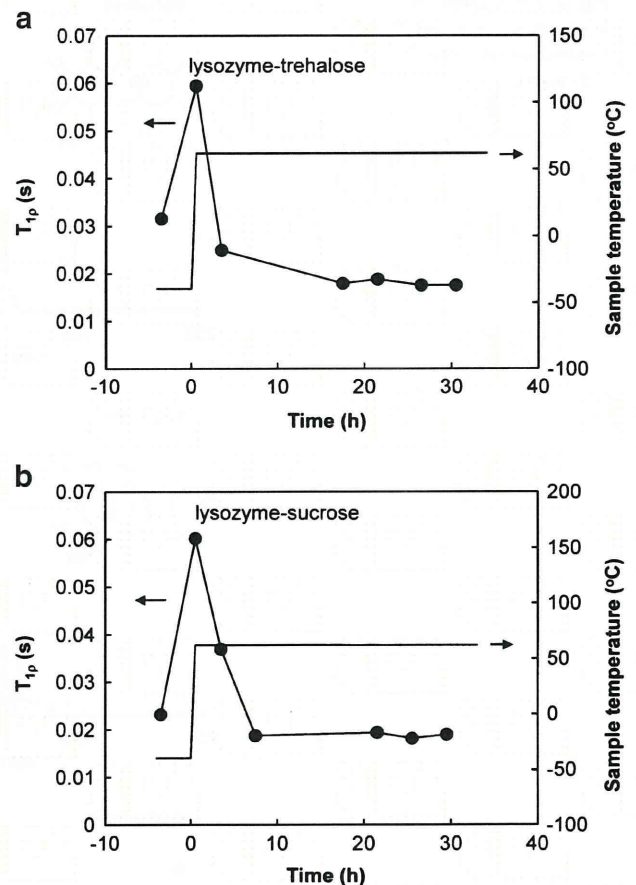 a
lysozyme-trehalose
0.07
0.06
0.05
0.04
0.03
0.02
0.01
0
T1ρ (s)
150
100
50
0
-50
-100
Sample temperature (°C)
-10 0 10 20 30 40
Time (h)
b
lysozyme-sucrose
0.07
0.06
0.05
0.04
0.03
0.02
0.01
0
T1ρ (s)
200
150
100
50
0
-50
-100
Sample temperature (°C)
-10 0 10 20 30 40
Time (h)